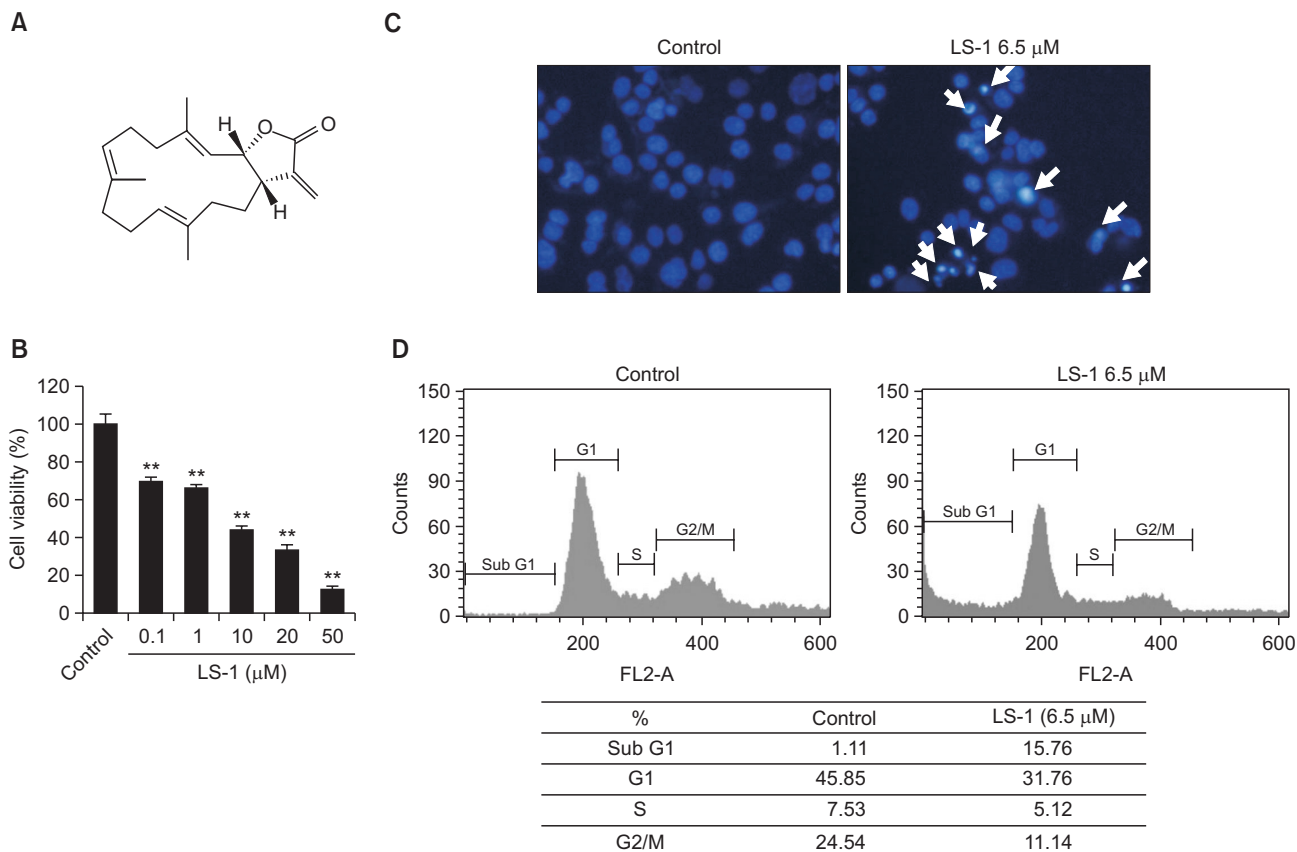 A
H
O
O
H
B
Cell viability (%)
120
100
80
60
40
20
0
**
**
**
**
**
Control
0.1
1
10
20
50
LS-1 (μM)
C
Control
LS-1 6.5 μM
D
Control
Counts
150
120
90
60
30
0
Sub G1
G1
S
G2/M
200
400
600
FL2-A
LS-1 6.5 μM
Counts
150
120
90
60
30
0
Sub G1
G1
S
G2/M
200
400
600
FL2-A
% Control LS-1 (6.5 μM)
Sub G1 1.11 15.76
G1 45.85 31.76
S 7.53 5.12
G2/M 24.54 11.14